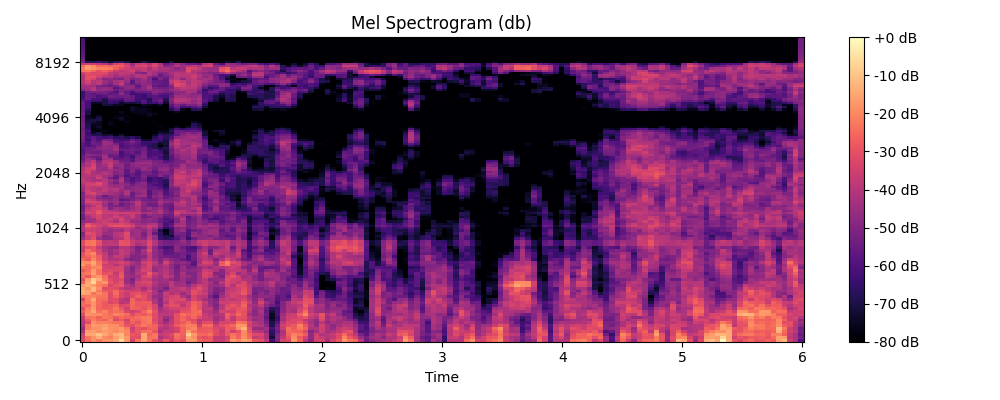 Mel Spectrogram (db)
Hz
8192
4096
2048
1024
512
0
0 1 2 3 4 5 6
Time
+0 dB
-10 dB
-20 dB
-30 dB
-40 dB
-50 dB
-60 dB
-70 dB
-80 dB